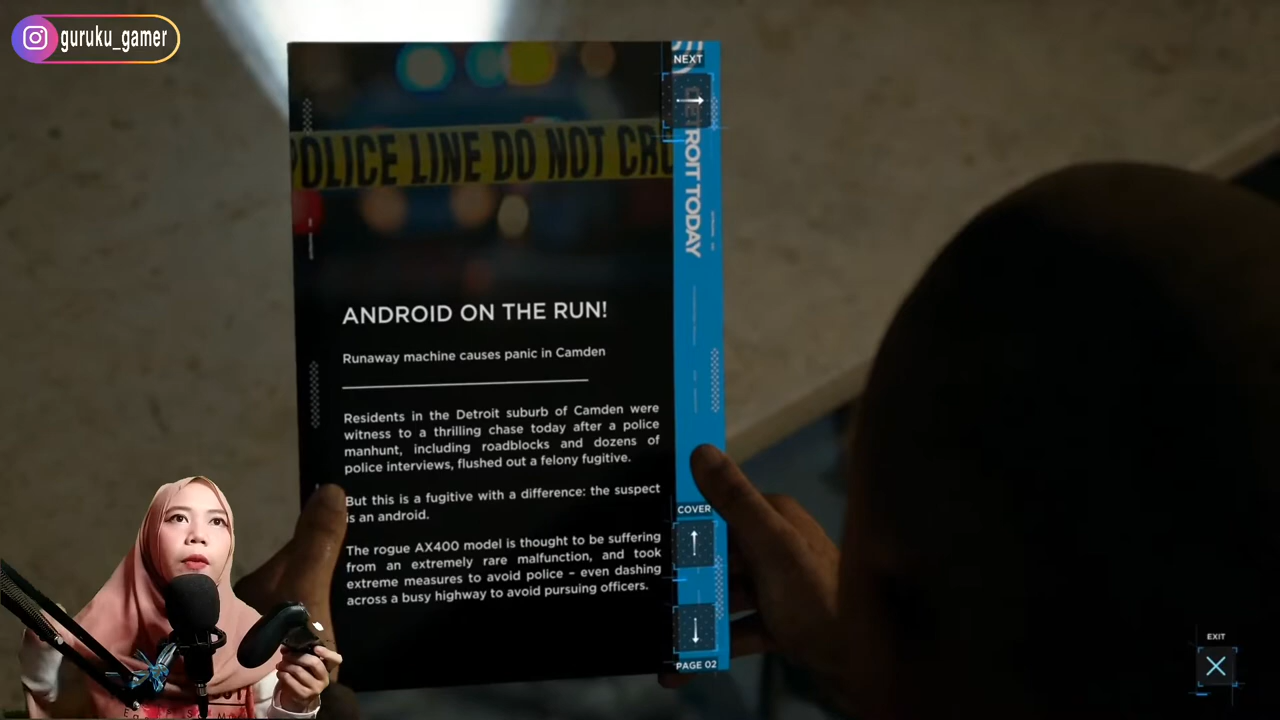 guruku_gamer
NEXT
POLICE LINE DO NOT CRO
DETROIT TODAY
ANDROID ON THE RUN!
Runaway machine causes panic in Camden
Residents in the Detroit suburb of Camden were
witness to a thrilling chase today after a police
manhunt, including roadblocks and dozens of
police interviews, flushed out a felony fugitive.
But this is a fugitive with a difference: the suspect
is an android.
The rogue AX400 model is thought to be suffering
from an extremely rare malfunction, and took
extreme measures to avoid police – even dashing
across a busy highway to avoid pursuing officers.
COVER
PAGE 02
EXIT